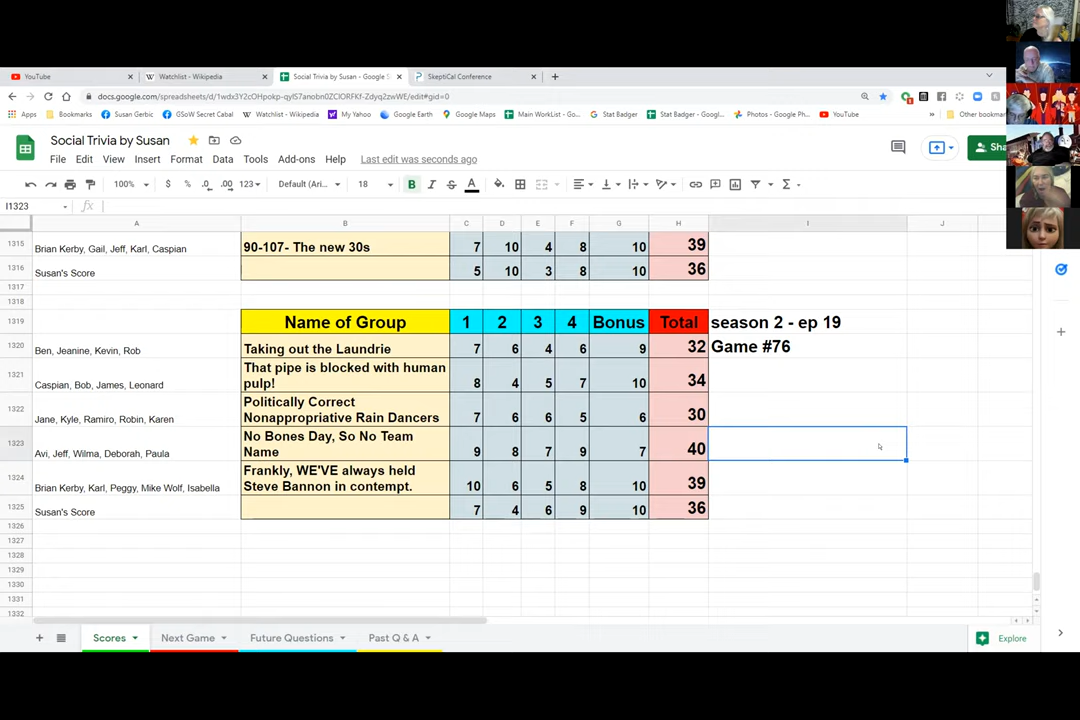 YouTube
Watchlist - Wikipedia
Social Trivia by Susan - Google S
SkeptiCal Conference
docs.google.com/spreadsheets/d/1wdx3Y2cOHpokp-qyIS7anobn0ZClORFKf-Zdyq2zwWE/edit#gid=0
Apps Bookmarks Susan Gerbic GSoW Secret Cabal Watchlist - Wikipedia My Yahoo Google Earth Google Maps Main WorkList - Go... Stat Badger Stat Badger - Googl... Photos - Google Ph... YouTube » Other bookmar
Social Trivia by Susan
File Edit View Insert Format Data Tools Add-ons Help Last edit was seconds ago
Sha
100% $ % .0 .00 123 Default (Ari... 18 B I S A
I1323 fx
A B C D E F G H I J
1315 Brian Kerby, Gail, Jeff, Karl, Caspian 90-107- The new 30s 7 10 4 8 10 39
1316 Susan's Score 5 10 3 8 10 36
1317
1318
1319 Name of Group 1 2 3 4 Bonus Total season 2 - ep 19
1320 Ben, Jeanine, Kevin, Rob Taking out the Laundrie 7 6 4 6 9 32 Game #76
1321 Caspian, Bob, James, Leonard That pipe is blocked with human
pulp! 8 4 5 7 10 34
1322 Jane, Kyle, Ramiro, Robin, Karen Politically Correct
Nonappropriative Rain Dancers 7 6 6 5 6 30
1323 Avi, Jeff, Wilma, Deborah, Paula No Bones Day, So No Team
Name 9 8 7 9 7 40
1324 Brian Kerby, Karl, Peggy, Mike Wolf, Isabella Frankly, WE'VE always held
Steve Bannon in contempt. 10 6 5 8 10 39
1325 Susan's Score 7 4 6 9 10 36
1326
1327
1328
1329
1330
1331
1332
Scores Next Game Future Questions Past Q & A Explore